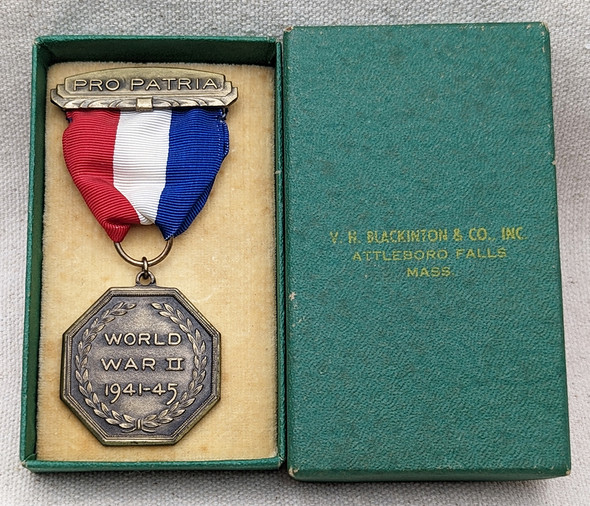 PRO PATRIA
WORLD
WAR II
1941-45
V. H. BLACKINTON & CO., INC.
ATTLEBORO FALLS
MASS.